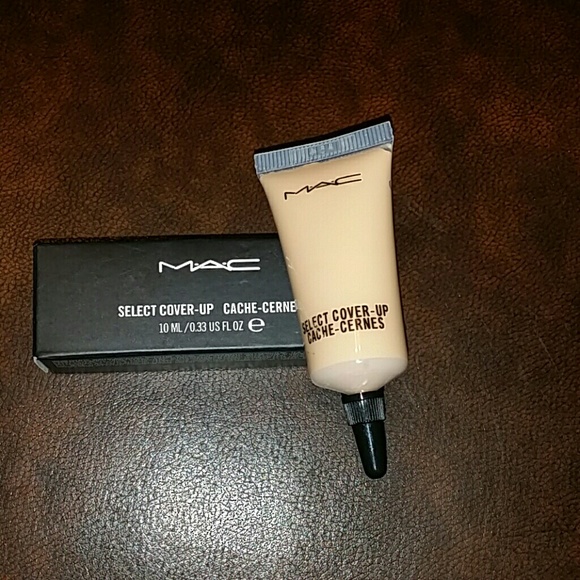 MAC
SELECT COVER-UP CACHE-CERNE
10 ML / 0.33 US FL OZ e
MAC
SELECT COVER-UP
CACHE-CERNES